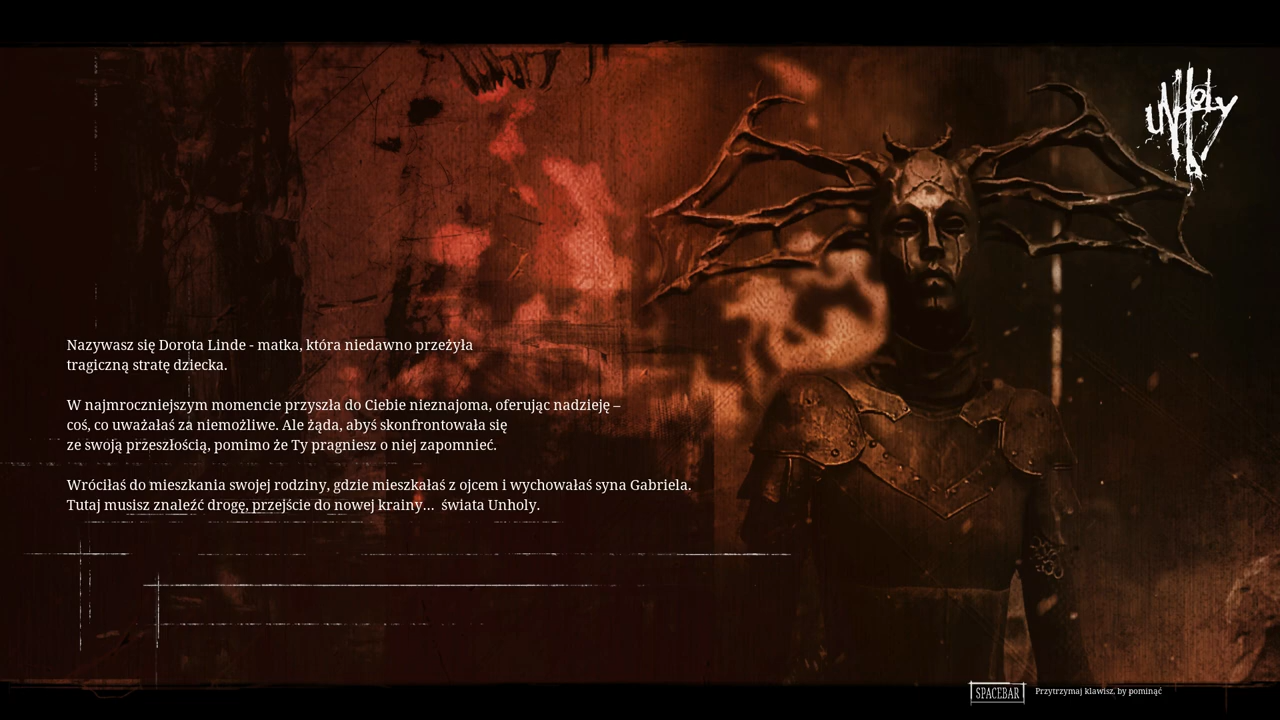 unHoly
Nazywasz się Dorota Linde - matka, która niedawno przeżyła
tragiczną stratę dziecka.
W najmroczniejszym momencie przyszła do Ciebie nieznajoma, oferując nadzieję –
coś, co uważałaś za niemożliwe. Ale żąda, abyś skonfrontowała się
ze swoją przeszłością, pomimo że Ty pragniesz o niej zapomnieć.
Wróciłaś do mieszkania swojej rodziny, gdzie mieszkałaś z ojcem i wychowałaś syna Gabriela.
Tutaj musisz znaleźć drogę, przejście do nowej krainy... świata Unholy.
SPACEBAR Przytrzymaj klawisz, by pominąć